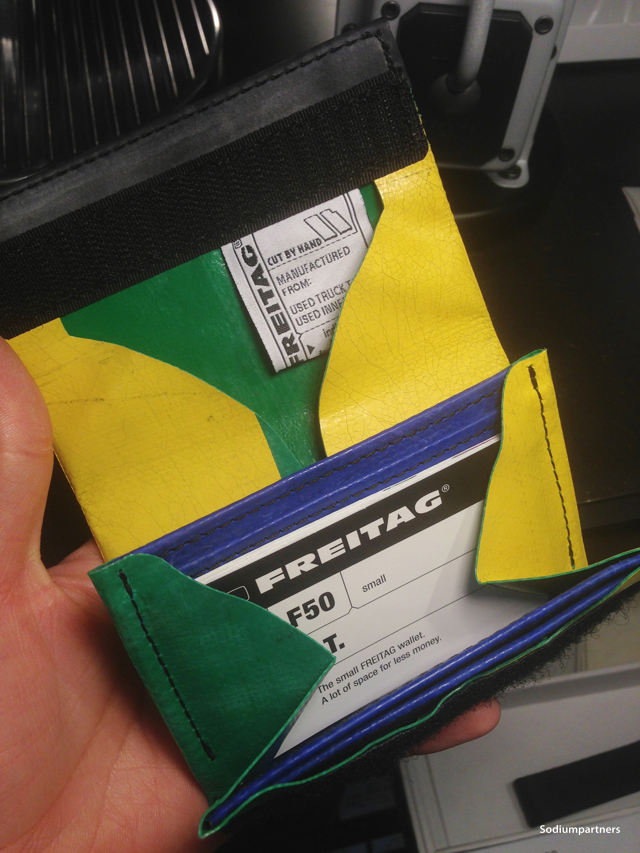 FREITAG®
CUT BY HAND
MANUFACTURED
FROM:
USED TRUCK
USED INNE
FREITAG®
F50
small
T.
The small FREITAG wallet.
A lot of space for less money.
Sodiumpartners